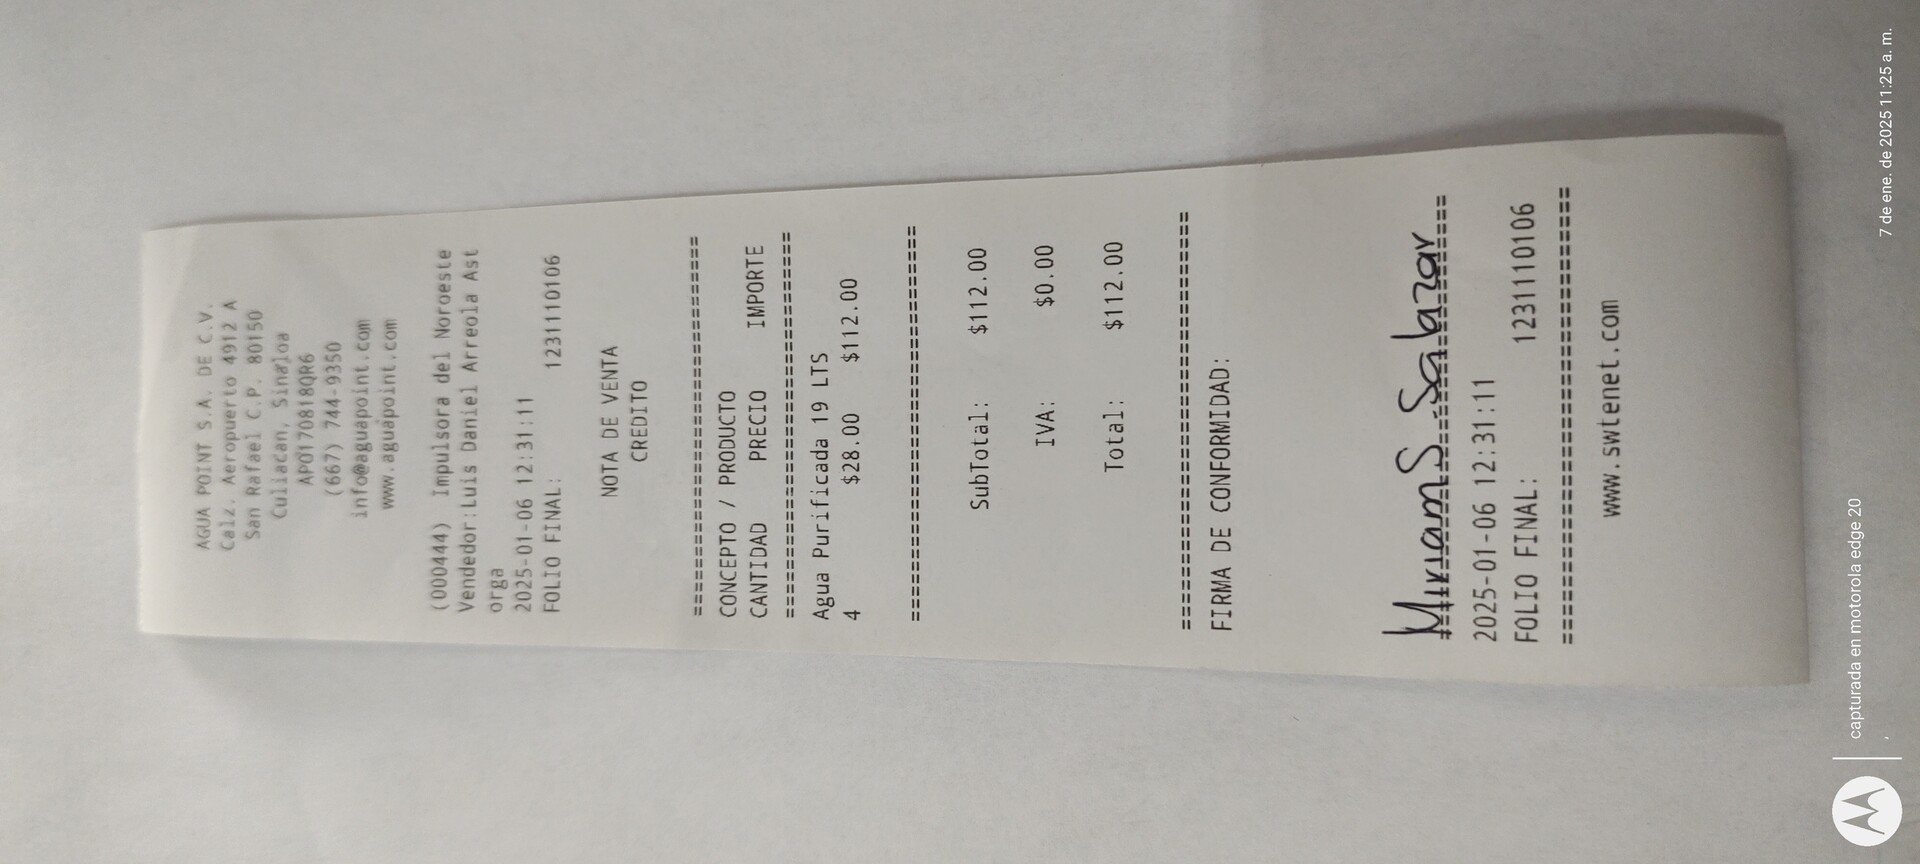 AGUA POINT S.A. DE C.V.
Calz. Aeropuerto 4912 A
San Rafael C.P. 80150
Culiacan, Sinaloa
APO170818QR6
(667) 744-9350
info@aguapoint.com
www.aguapoint.com
(000444) Impulsora del Noroeste
Vendedor:Luis Daniel Arreola Ast
orga
2025-01-06 12:31:11
FOLIO FINAL: 1231110106
NOTA DE VENTA
CREDITO
================================
CONCEPTO / PRODUCTO
CANTIDAD PRECIO IMPORTE
================================
Agua Purificada 19 LTS
4 $28.00 $112.00
================================
SubTotal: $112.00
IVA: $0.00
Total: $112.00
================================
FIRMA DE CONFORMIDAD:
Miriam S Salazar
================================
2025-01-06 12:31:11
FOLIO FINAL: 1231110106
================================
www.swtenet.com
capturada en motorola edge 20
7 de ene. de 2025 11:25 a. m.